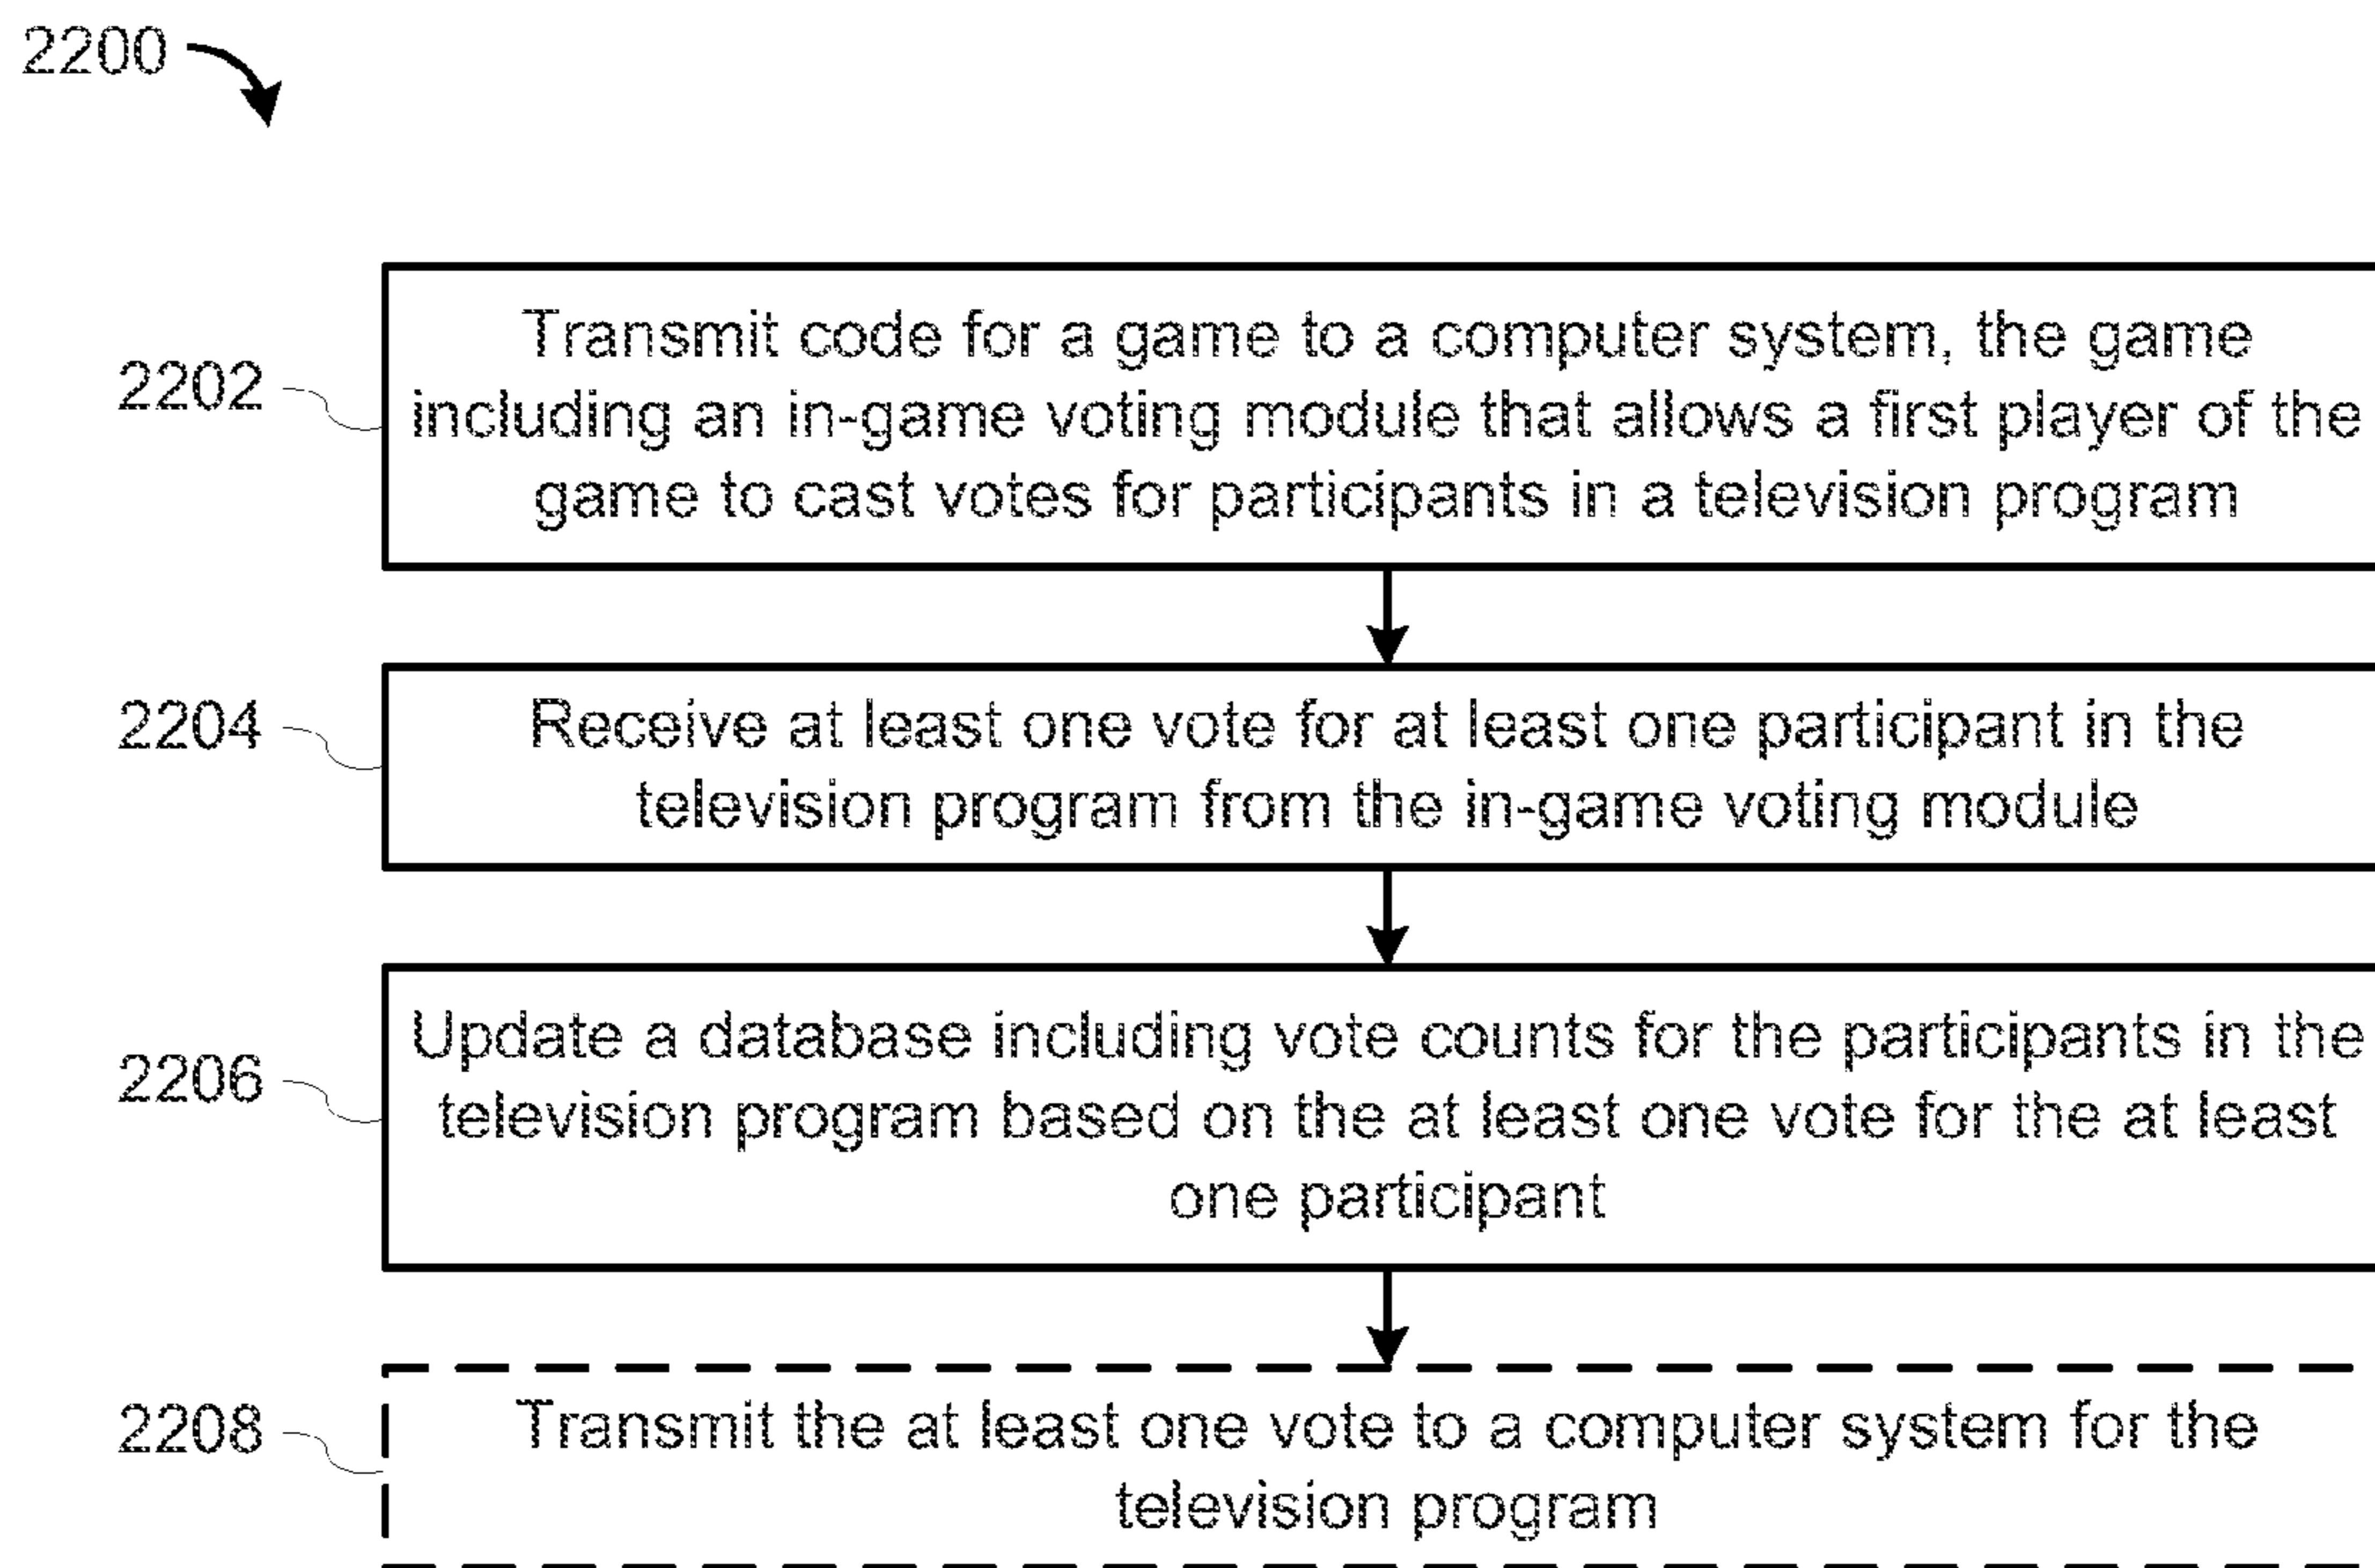 2200
2202
Transmit code for a game to a computer system, the game
including an in-game voting module that allows a first player of the
game to cast votes for participants in a television program
2204
Receive at least one vote for at least one participant in the
television program from the in-game voting module
2206
Update a database including vote counts for the participants in the
television program based on the at least one vote for the at least
one participant
2208
Transmit the at least one vote to a computer system for the
television program